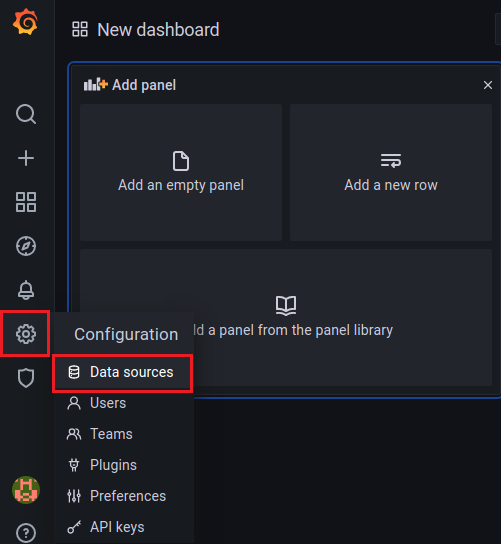 New dashboard
Add panel
Add an empty panel
Add a new row
d a panel from the panel library
Configuration
Data sources
Users
Teams
Plugins
Preferences
API keys